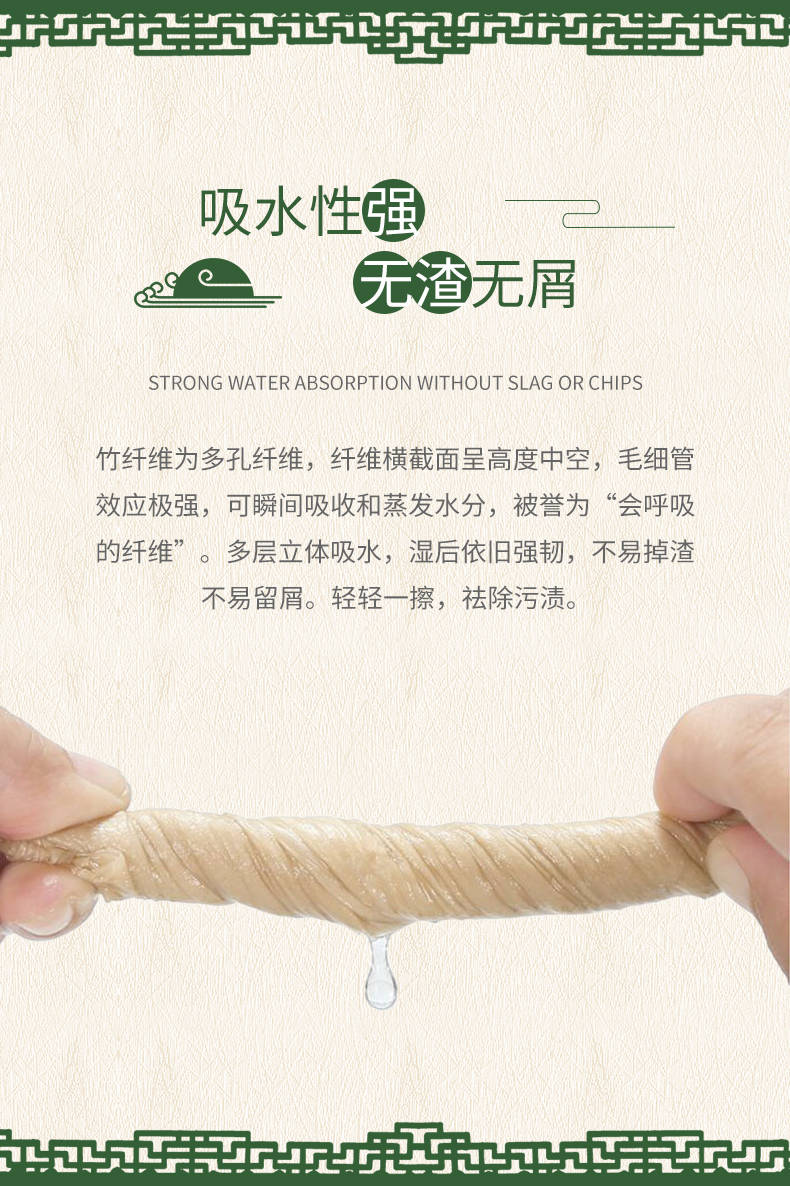 吸水性强
无渣无屑
STRONG WATER ABSORPTION WITHOUT SLAG OR CHIPS
竹纤维为多孔纤维，纤维横截面呈高度中空，毛细管
效应极强，可瞬间吸收和蒸发水分，被誉为“会呼吸
的纤维”。多层立体吸水，湿后依旧强韧，不易掉渣
不易留屑。轻轻一擦，祛除污渍。